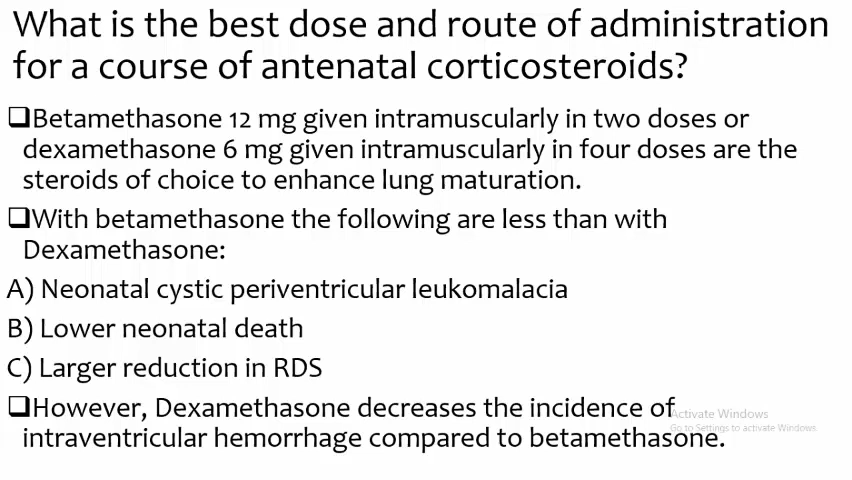 What is the best dose and route of administration
for a course of antenatal corticosteroids?
❑Betamethasone 12 mg given intramuscularly in two doses or
dexamethasone 6 mg given intramuscularly in four doses are the
steroids of choice to enhance lung maturation.
❑With betamethasone the following are less than with
Dexamethasone:
A) Neonatal cystic periventricular leukomalacia
B) Lower neonatal death
C) Larger reduction in RDS
❑However, Dexamethasone decreases the incidence of
intraventricular hemorrhage compared to betamethasone.
Activate Windows
Go to Settings to activate Windows.